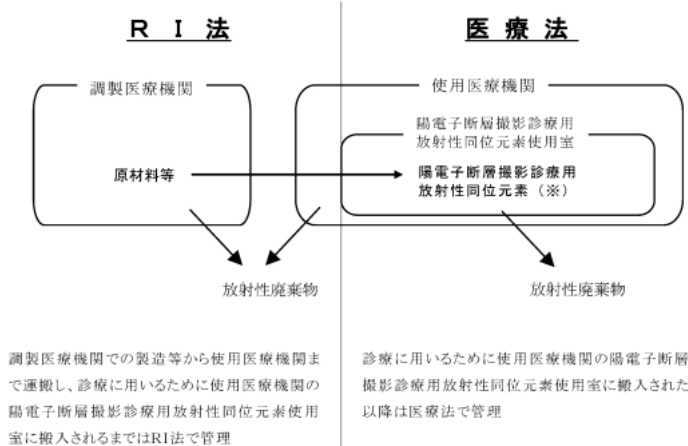 ＲＩ法
医療法
調製医療機関
使用医療機関
陽電子断層撮影診療用
放射性同位元素使用室
原材料等
陽電子断層撮影診療用
放射性同位元素（※）
放射性廃棄物
放射性廃棄物
調製医療機関での製造等から使用医療機関ま
で運搬し、診療に用いるために使用医療機関の
陽電子断層撮影診療用放射性同位元素使用
室に搬入されるまではRI法で管理
診療に用いるために使用医療機関の陽電子断層
撮影診療用放射性同位元素使用室に搬入された
以降は医療法で管理